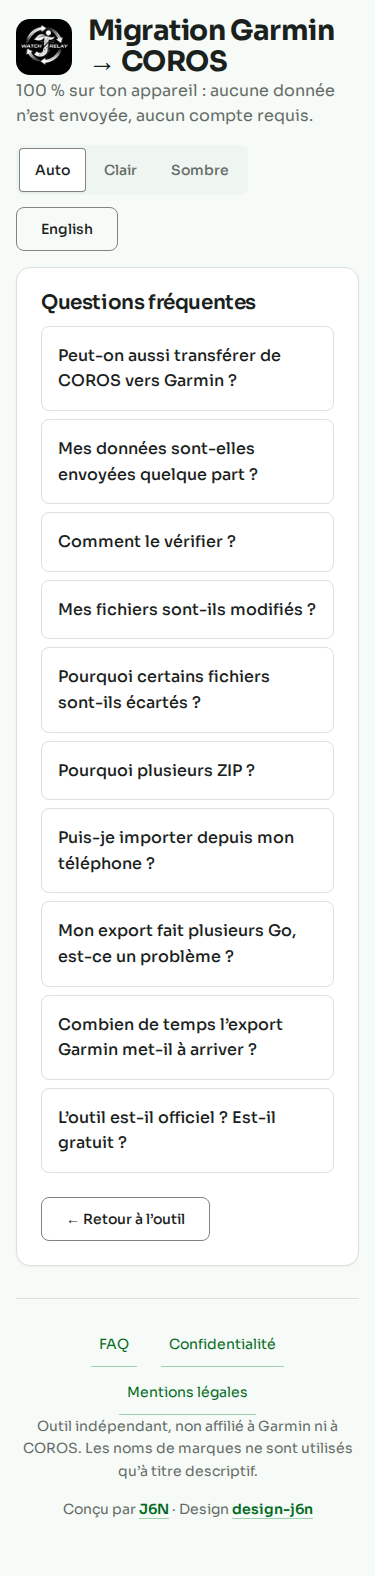 WATCH RELAY
Migration Garmin
→ COROS
100 % sur ton appareil : aucune donnée
n’est envoyée, aucun compte requis.
Auto Clair Sombre
English
Questions fréquentes
Peut-on aussi transférer de
COROS vers Garmin ?
Mes données sont-elles
envoyées quelque part ?
Comment le vérifier ?
Mes fichiers sont-ils modifiés ?
Pourquoi certains fichiers
sont-ils écartés ?
Pourquoi plusieurs ZIP ?
Puis-je importer depuis mon
téléphone ?
Mon export fait plusieurs Go,
est-ce un problème ?
Combien de temps l’export
Garmin met-il à arriver ?
L’outil est-il officiel ? Est-il
gratuit ?
← Retour à l’outil
FAQ Confidentialité
Mentions légales
Outil indépendant, non affilié à Garmin ni à
COROS. Les noms de marques ne sont utilisés
qu’à titre descriptif.
Conçu par J6N · Design design-j6n